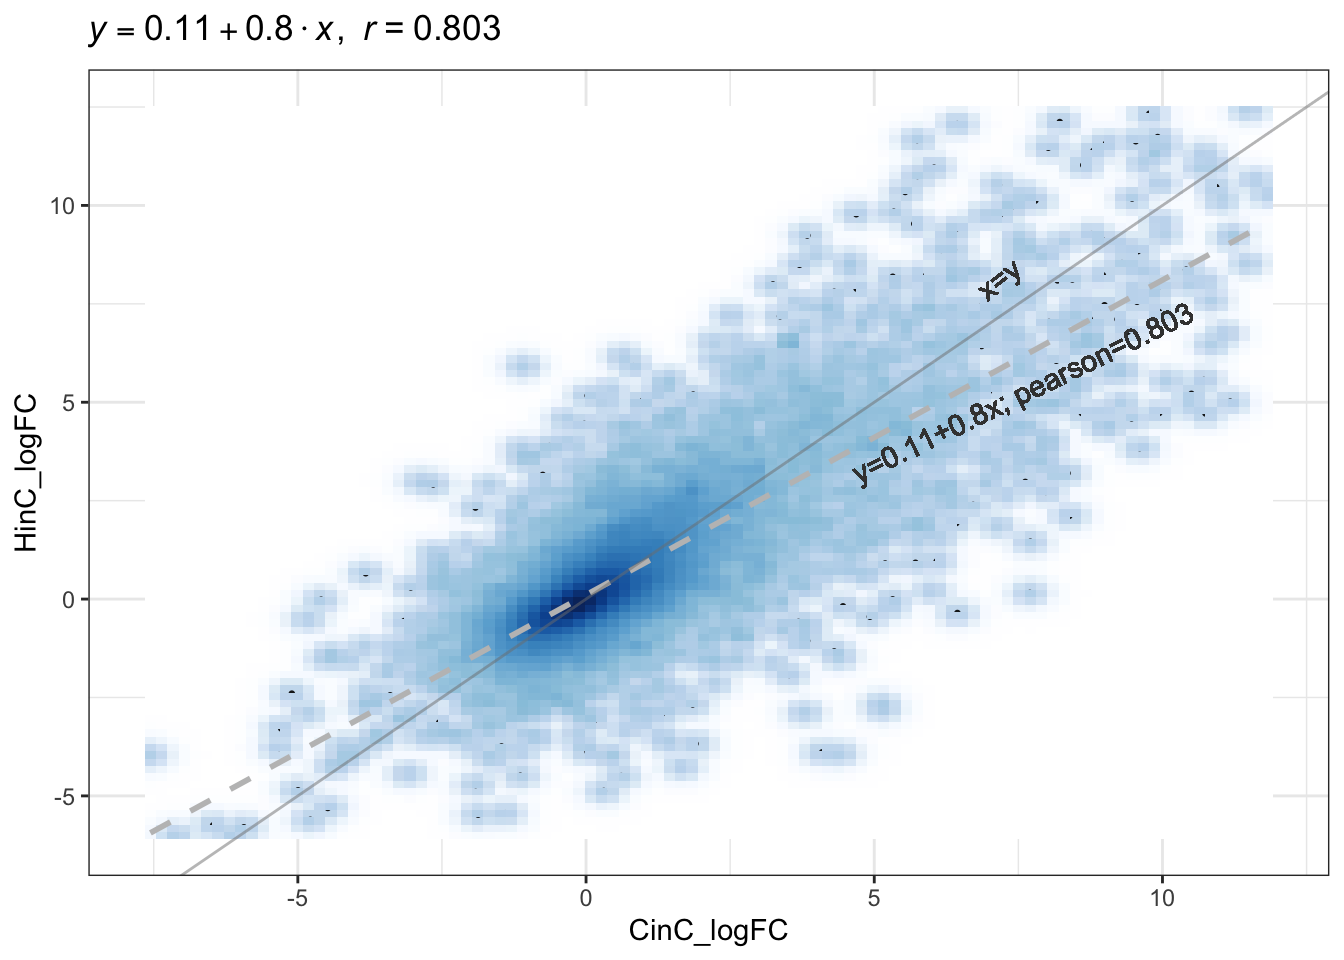 y = 0.11 + 0.8 · x, r = 0.803
HinC_logFC
10
5
0
-5
x=y
y=0.11+0.8x; pearson=0.803
-5 0 5 10
CinC_logFC